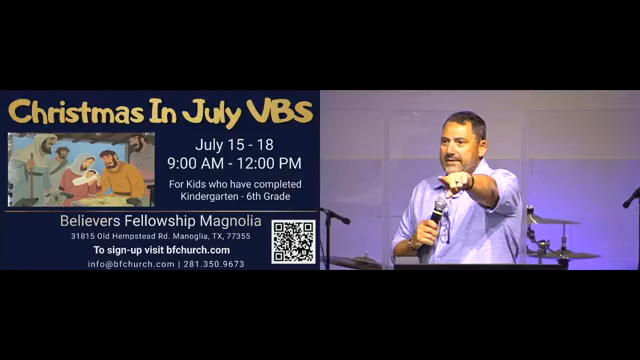 Christmas In July VBS
July 15 - 18
9:00 AM - 12:00 PM
For Kids who have completed
Kindergarten - 6th Grade
Believers Fellowship Magnolia
31815 Old Hempstead Rd. Manoglia, TX, 77355
To sign-up visit bfchurch.com
info@bfchurch.com | 281.350.9673